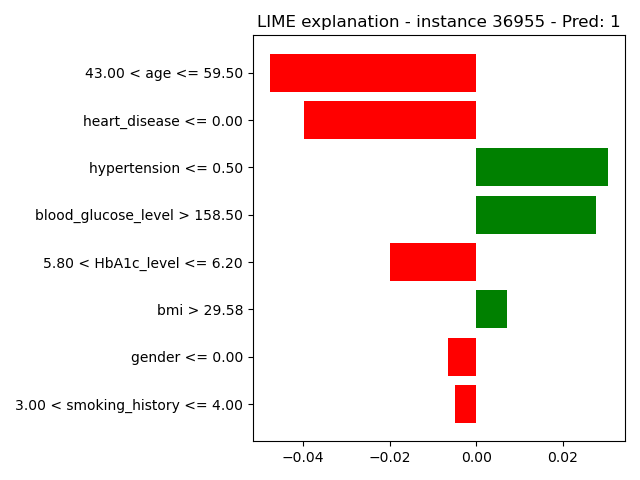 LIME explanation - instance 36955 - Pred: 1
43.00 < age <= 59.50
heart_disease <= 0.00
hypertension <= 0.50
blood_glucose_level > 158.50
5.80 < HbA1c_level <= 6.20
bmi > 29.58
gender <= 0.00
3.00 < smoking_history <= 4.00
−0.04 −0.02 0.00 0.02